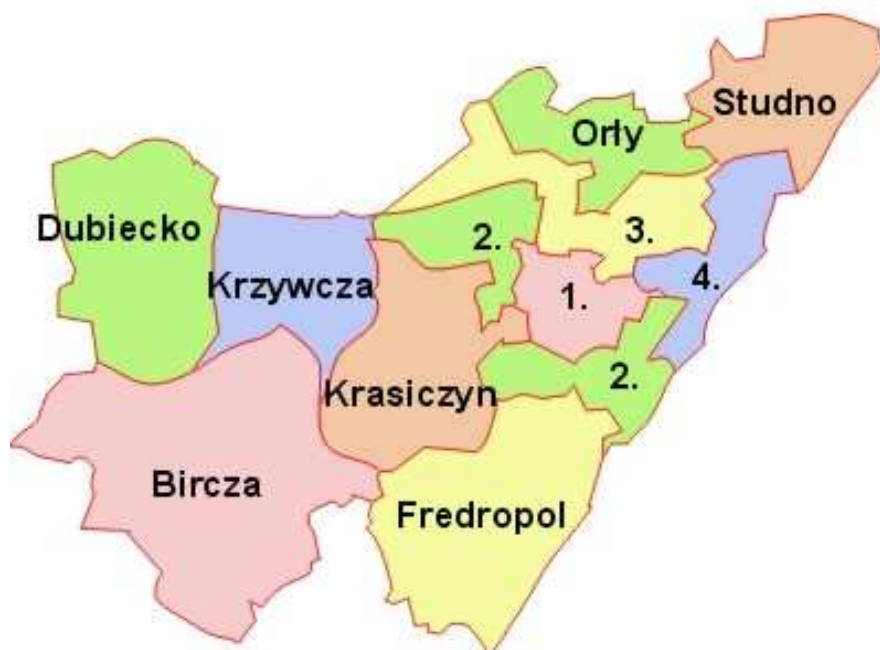 Studno
Orły
Dubiecko
2.
3.
Krzywcza
1.
4.
Krasiczyn
2.
Bircza
Fredropol